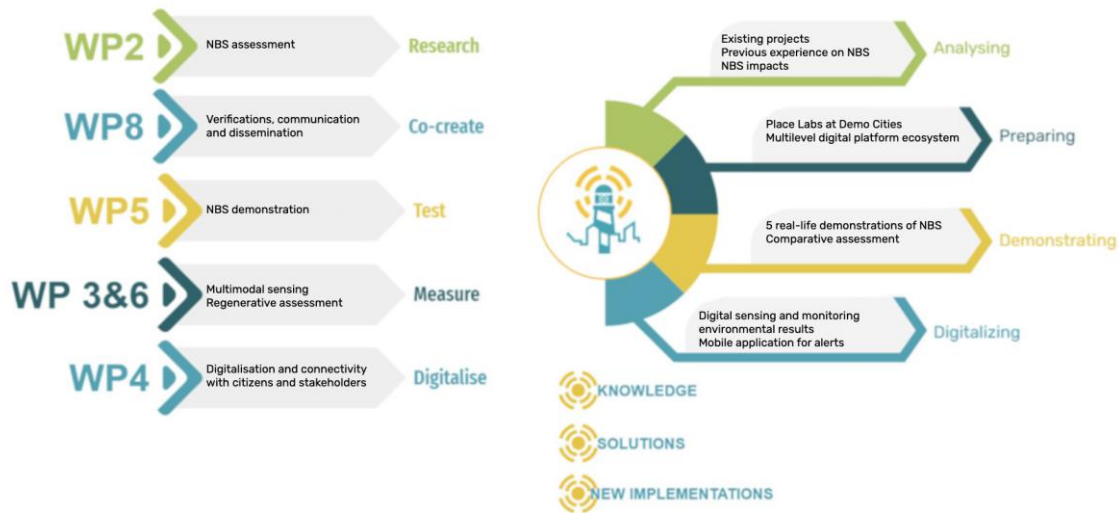 WP2
NBS assessment
Research
WP8
Verifications, communication
and dissemination
Co-create
WP5
NBS demonstration
Test
WP 3&6
Multimodal sensing
Regenerative assessment
Measure
WP4
Digitalisation and connectivity
with citizens and stakeholders
Digitalise
Existing projects
Previous experience on NBS
NBS impacts
Analysing
Place Labs at Demo Cities
Multilevel digital platform ecosystem
Preparing
5 real-life demonstrations of NBS
Comparative assessment
Demonstrating
Digital sensing and monitoring
environmental results
Mobile application for alerts
Digitalizing
KNOWLEDGE
SOLUTIONS
NEW IMPLEMENTATIONS